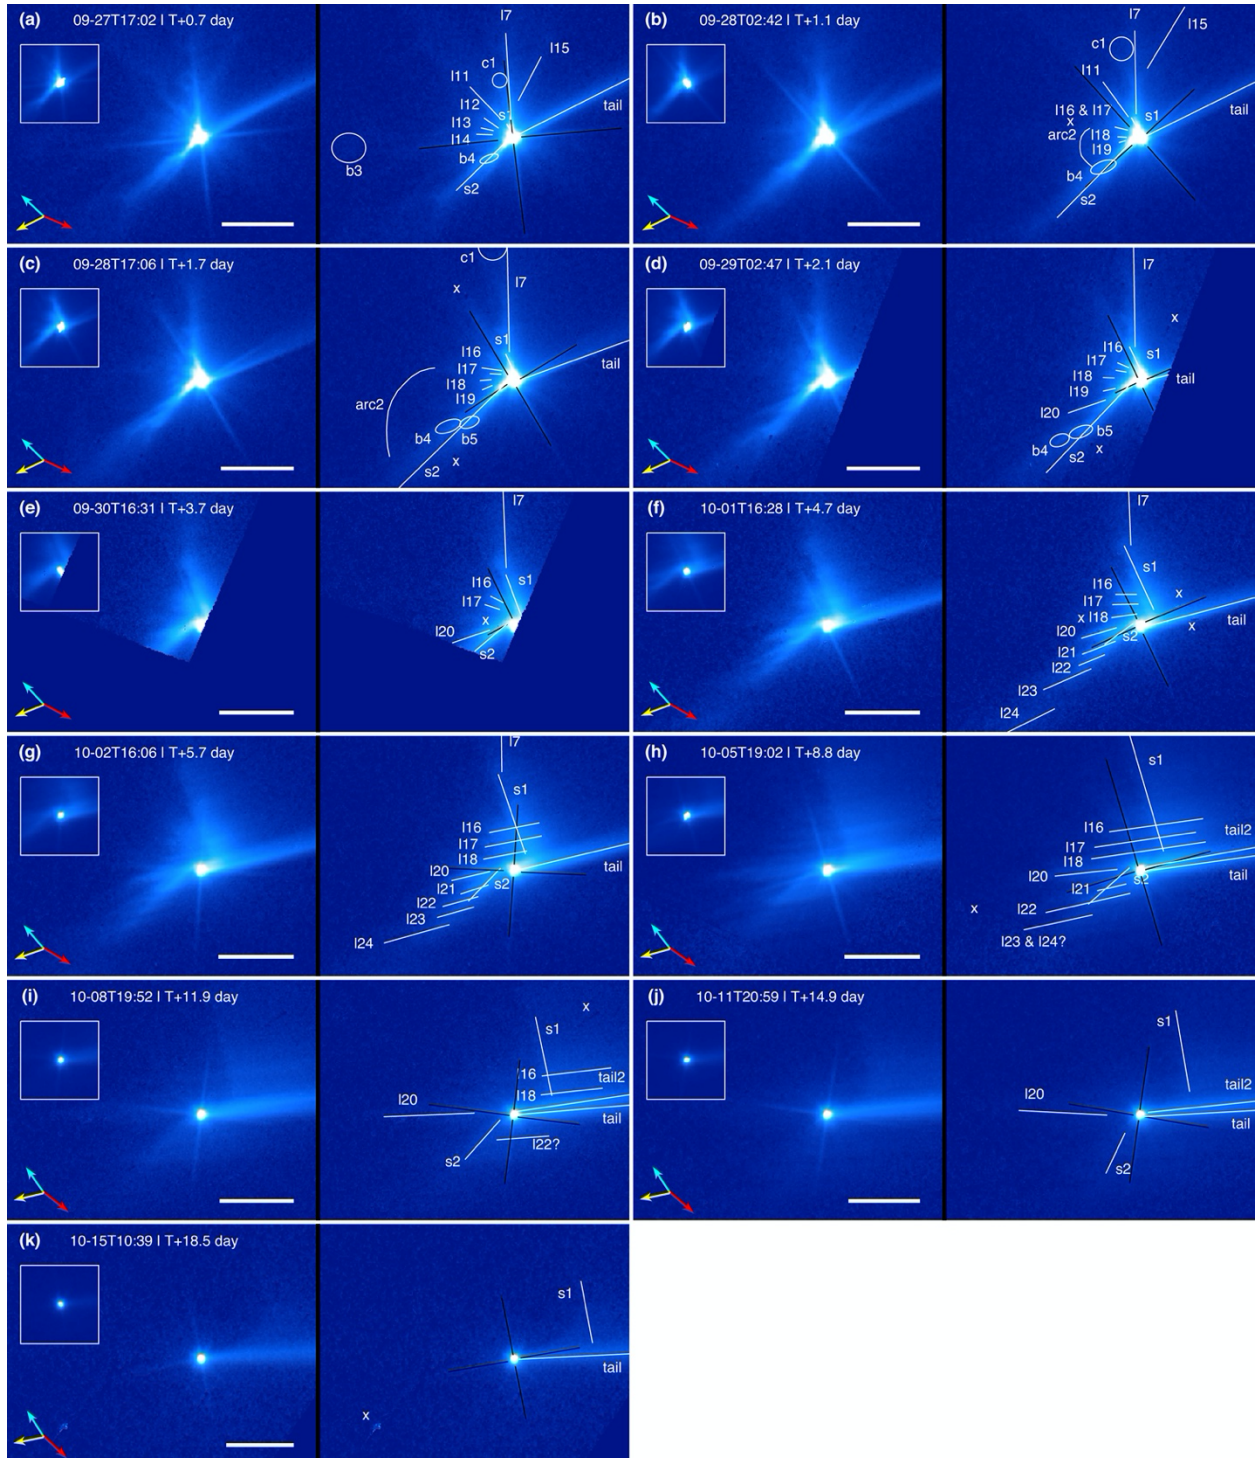 (a) 09-27T17:02 | T+0.7 day
l7
l15
c1
l11
tail
l12
s1
l13
l14
b4
b3
s2
(b) 09-28T02:42 | T+1.1 day
l7
l15
c1
l11
tail
l16 & l17
s1
x
arc2
l18
l19
b4
s2
(c) 09-28T17:06 | T+1.7 day
c1
l7
x
s1
l16
l17
tail
l18
l19
arc2
b4
b5
x
s2
(d) 09-29T02:47 | T+2.1 day
l7
x
l16
s1
l17
l18
tail
l19
l20
b5
b4
x
s2
(e) 09-30T16:31 | T+3.7 day
l7
l16
s1
l17
x
l20
s2
(f) 10-01T16:28 | T+4.7 day
l7
s1
l16
x
l17
x
l18
tail
x
l20
s2
l21
l22
l23
l24
(g) 10-02T16:06 | T+5.7 day
l7
s1
l16
l17
l18
tail
l20
s2
l21
l22
l23
l24
(h) 10-05T19:02 | T+8.8 day
s1
l16
tail2
l17
l18
tail
l20
s2
l21
x
l22
l23 & l24?
(i) 10-08T19:52 | T+11.9 day
x
s1
l16
tail2
l18
l20
tail
l22?
s2
(j) 10-11T20:59 | T+14.9 day
s1
tail2
l20
tail
s2
(k) 10-15T10:39 | T+18.5 day
s1
tail
x